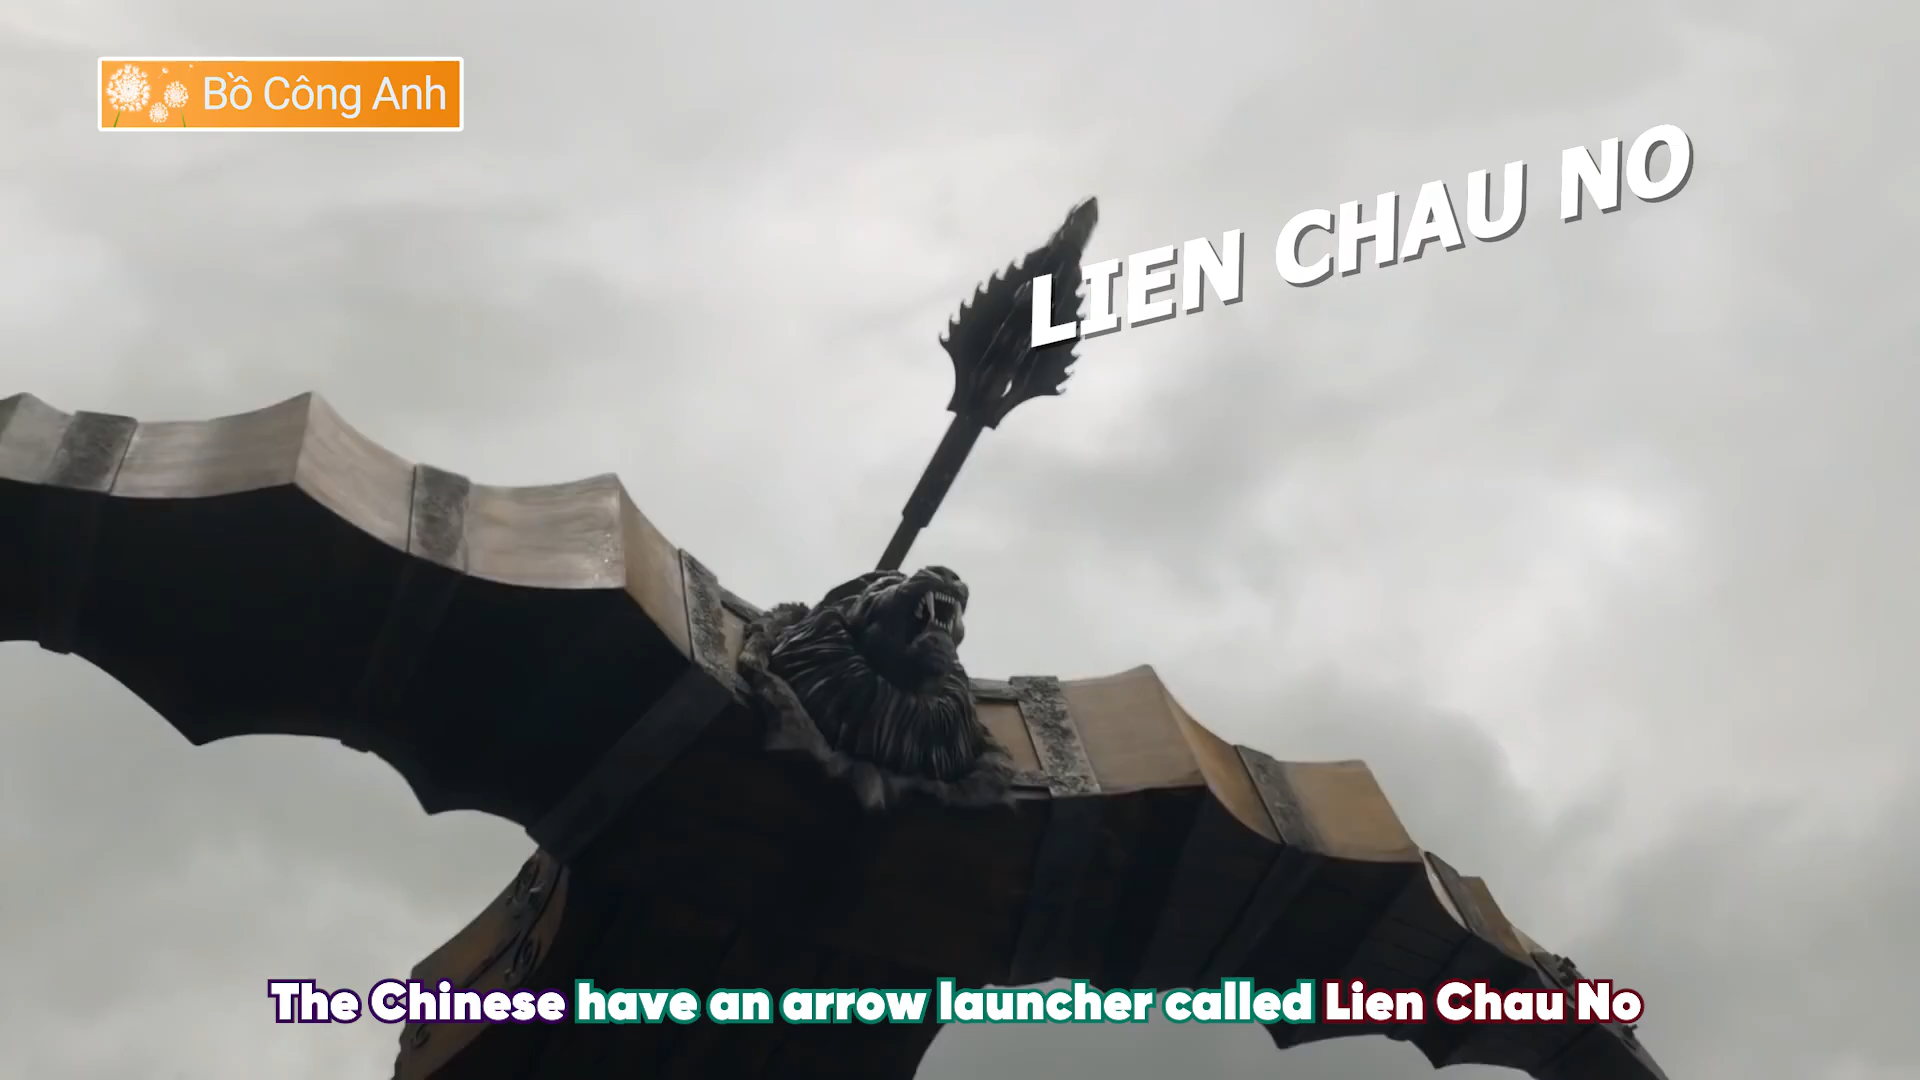 Bồ Công Anh
LIEN CHAU NO
The Chinese have an arrow launcher called Lien Chau No